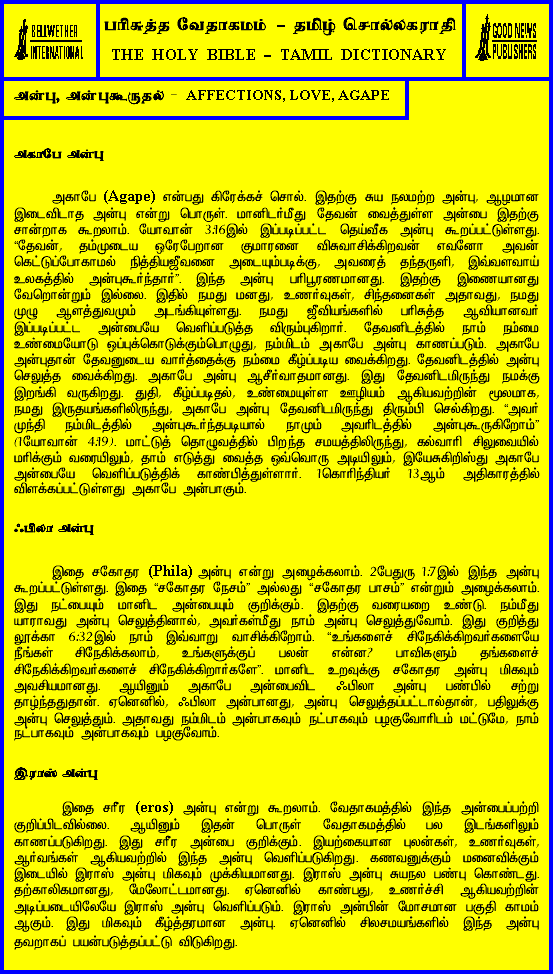 BELLWETHER
INTERNATIONAL
பரிசுத்த வேதாகமம் - தமிழ் சொல்லகராதி
THE HOLY BIBLE - TAMIL DICTIONARY
GOOD NEWS
PUBLISHERS
அன்பு, அன்புகூருதல் - AFFECTIONS, LOVE, AGAPE
அகாபே அன்பு
அகாபே (Agape) என்பது கிரேக்கச் சொல். இதற்கு சுய நலமற்ற அன்பு, ஆழமான
இடைவிடாத அன்பு என்று பொருள். மானிடர்மீது தேவன் வைத்துள்ள அன்பை இதற்கு
சான்றாக கூறலாம். யோவான் 3:16இல் இப்படிப்பட்ட தெய்வீக அன்பு கூறப்பட்டுள்ளது.
“தேவன், தம்முடைய ஒரேபேறான குமாரனை விசுவாசிக்கிறவன் எவனோ அவன்
கெட்டுப்போகாமல் நித்தியஜீவனை அடையும்படிக்கு, அவரைத் தந்தருளி, இவ்வளவாய்
உலகத்தில் அன்புகூர்ந்தார்”. இந்த அன்பு பரிபூரணமானது. இதற்கு இணையானது
வேறொன்றும் இல்லை. இதில் நமது மனது, உணர்வுகள், சிந்தனைகள் அதாவது, நமது
முழு ஆளத்துவமும் அடங்கியுள்ளது. நமது ஜீவியங்களில் பரிசுத்த ஆவியானவர்
இப்படிப்பட்ட அன்பையே வெளிப்படுத்த விரும்புகிறார். தேவனிடத்தில் நாம் நம்மை
உண்மையோடு ஒப்புக்கொடுக்கும்பொழுது, நம்மிடம் அகாபே அன்பு காணப்படும். அகாபே
அன்புதான் தேவனுடைய வார்த்தைக்கு நம்மை கீழ்ப்படிய வைக்கிறது. தேவனிடத்தில் அன்பு
செலுத்த வைக்கிறது. அகாபே அன்பு ஆசீர்வாதமானது. இது தேவனிடமிருந்து நமக்கு
இறங்கி வருகிறது. துதி, கீழ்ப்படிதல், உண்மையுள்ள ஊழியம் ஆகியவற்றின் மூலமாக,
நமது இருதயங்களிலிருந்து, அகாபே அன்பு தேவனிடமிருந்து திரும்பி செல்கிறது. “அவர்
முந்தி நம்மிடத்தில் அன்புகூர்ந்தபடியால் நாமும் அவரிடத்தில் அன்புகூருகிறோம்”
(1யோவான் 4:19). மாட்டுத் தொழுவத்தில் பிறந்த சமயத்திலிருந்து, கல்வாரி சிலுவையில்
மரிக்கும் வரையிலும், தாம் எடுத்து வைத்த ஒவ்வொரு அடியிலும், இயேசுகிறிஸ்து அகாபே
அன்பையே வெளிப்படுத்திக் காண்பித்துள்ளார். 1கொரிந்தியர் 13ஆம் அதிகாரத்தில்
விளக்கப்பட்டுள்ளது அகாபே அன்பாகும்.
ஃபிலா அன்பு
இதை சகோதர (Phila) அன்பு என்று அழைக்கலாம். 2பேதுரு 1:7இல் இந்த அன்பு
கூறப்பட்டுள்ளது. இதை “சகோதர நேசம்” அல்லது “சகோதர பாசம்” என்றும் அழைக்கலாம்.
இது நட்பையும் மானிட அன்பையும் குறிக்கும். இதற்கு வரையறை உண்டு. நம்மீது
யாராவது அன்பு செலுத்தினால், அவர்கள்மீது நாம் அன்பு செலுத்துவோம். இது குறித்து
லூக்கா 6:32இல் நாம் இவ்வாறு வாசிக்கிறோம். “உங்களைச் சிநேகிக்கிறவர்களையே
நீங்கள் சிநேகிக்கலாம், உங்களுக்குப் பலன் என்ன? பாவிகளும் தங்களைச்
சிநேகிக்கிறவர்களைச் சிநேகிக்கிறார்களே”. மானிட உறவுக்கு சகோதர அன்பு மிகவும்
அவசியமானது. ஆயினும் அகாபே அன்பைவிட ஃபிலா அன்பு பண்பில் சற்று
தாழ்ந்ததுதான். ஏனெனில், ஃபிலா அன்பானது, அன்பு செலுத்தப்பட்டால்தான், பதிலுக்கு
அன்பு செலுத்தும். அதாவது நம்மிடம் அன்பாகவும் நட்பாகவும் பழகுவோரிடம் மட்டுமே, நாம்
நட்பாகவும் அன்பாகவும் பழகுவோம்.
இராஸ் அன்பு
இதை சரீர (eros) அன்பு என்று கூறலாம். வேதாகமத்தில் இந்த அன்பைப்பற்றி
குறிப்பிடவில்லை. ஆயினும் இதன் பொருள் வேதாகமத்தில் பல இடங்களிலும்
காணப்படுகிறது. இது சரீர அன்பை குறிக்கும். இயற்கையான புலன்கள், உணர்வுகள்,
ஆர்வங்கள் ஆகியவற்றில் இந்த அன்பு வெளிப்படுகிறது. கணவனுக்கும் மனைவிக்கும்
இடையில் இராஸ் அன்பு மிகவும் முக்கியமானது. இராஸ் அன்பு சுயநல பண்பு கொண்டது.
தற்காலிகமானது, மேலோட்டமானது. ஏனெனில் காண்பது, உணர்ச்சி ஆகியவற்றின்
அடிப்படையிலேயே இராஸ் அன்பு வெளிப்படும். இராஸ் அன்பின் மோசமான பகுதி காமம்
ஆகும். இது மிகவும் கீழ்த்தரமான அன்பு. ஏனெனில் சிலசமயங்களில் இந்த அன்பு
தவறாகப் பயன்படுத்தப்பட்டு விடுகிறது.